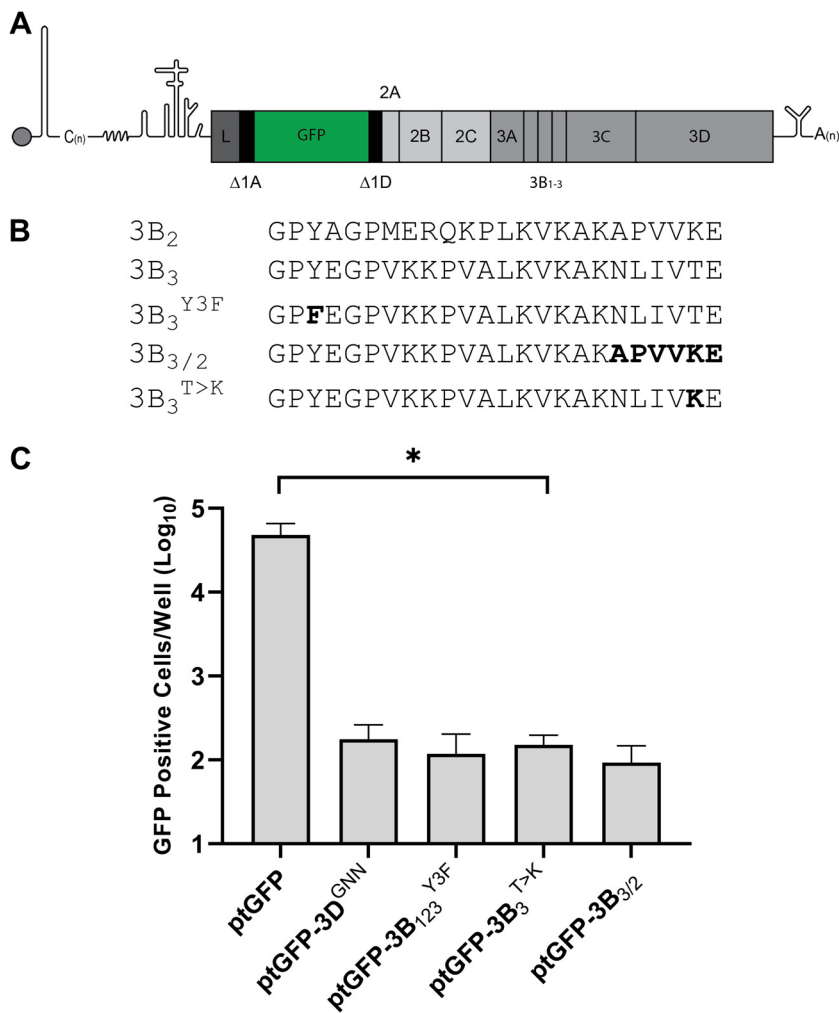 A
2A
C(n)
L
GFP
2B
2C
3A
3C
3D
A(n)
Δ1A
Δ1D
3B1-3
B
3B2 GPYAGPMERQKPLKVKAKAPVVKE
3B3 GPYEGPVKKPVALKVKAKNLIVTE
3B3Y3F GPFEGPVKKPVALKVKAKNLIVTE
3B3/2 GPYEGPVKKPVALKVKAKAPVVKE
3B3T>K GPYEGPVKKPVALKVKAKNLIVKE
C
*
GFP Positive Cells/Well (Log10)
5
4
3
2
1
ptGFP
ptGFP-3DGNN
ptGFP-3B123Y3F
ptGFP-3B3T>K
ptGFP-3B3/2